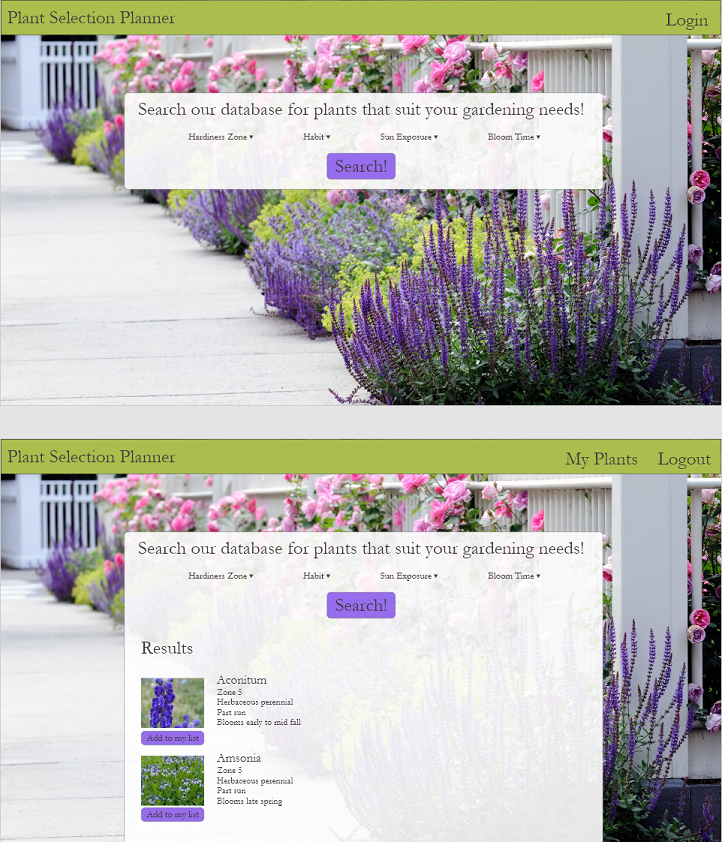 Plant Selection Planner
Login
Search our database for plants that suit your gardening needs!
Hardiness Zone ▾ Habit ▾ Sun Exposure ▾ Bloom Time ▾
Search!
Plant Selection Planner
My Plants Logout
Search our database for plants that suit your gardening needs!
Hardiness Zone ▾ Habit ▾ Sun Exposure ▾ Bloom Time ▾
Search!
Results
Aconitum
Zone 5
Herbaceous perennial
Part sun
Blooms early to mid fall
Add to my list
Amsonia
Zone 5
Herbaceous perennial
Part sun
Blooms late spring
Add to my list